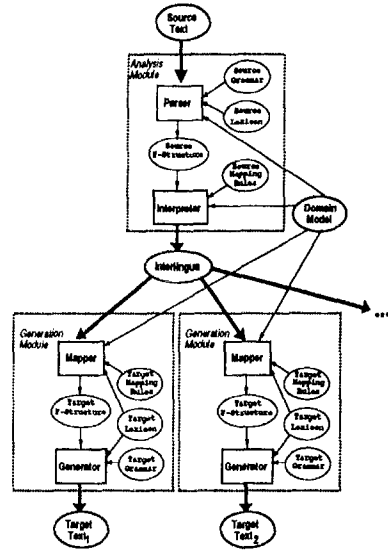 Source
Text
Analysis
Module
Source
Grammar
Parser
Source
Lexicon
Source
F-Structure
Source
Mapping
Rules
Interpreter
Domain
Model
Interlingua
...
Generation
Module
Mapper
Target
Mapping
Rules
Target
F-Structure
Target
Lexicon
Generator
Target
Grammar
Target
Text1
Generation
Module
Mapper
Target
Mapping
Rules
Target
F-Structure
Target
Lexicon
Generator
Target
Grammar
Target
Text2